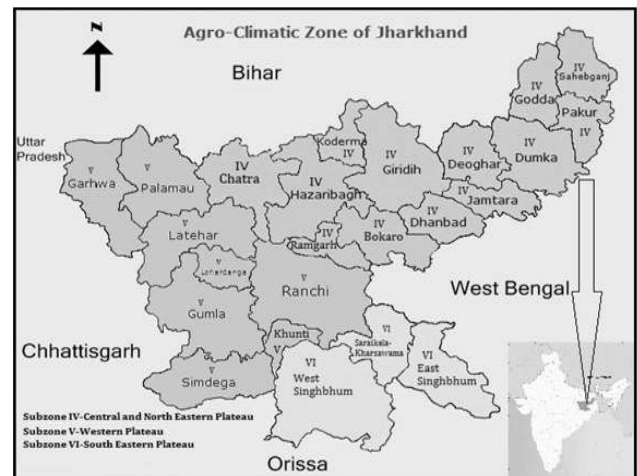 N
Agro-Climatic Zone of Jharkhand
Bihar
Uttar
Pradesh
IV
Sahebganj
IV
Godda
Pakur
IV
Koderma
IV
IV
Giridih
IV
Deoghar
IV
Dumka
V
Garhwa
V
Palamau
IV
Chatra
IV
Hazaribagh
IV
Jamtara
IV
Dhanbad
V
Latehar
IV
Ramgarh
IV
Bokaro
V
Lohardanga
V
Ranchi
West Bengal
V
Gumla
Chhattisgarh
Khunti
V
VI
Saraikela-
Kharsawama
VI
East
Singhbhum
V
Simdega
VI
West
Singhbhum
Subzone IV-Central and North Eastern Plateau
Subzone V-Western Plateau
Subzone VI-South Eastern Plateau
Orissa